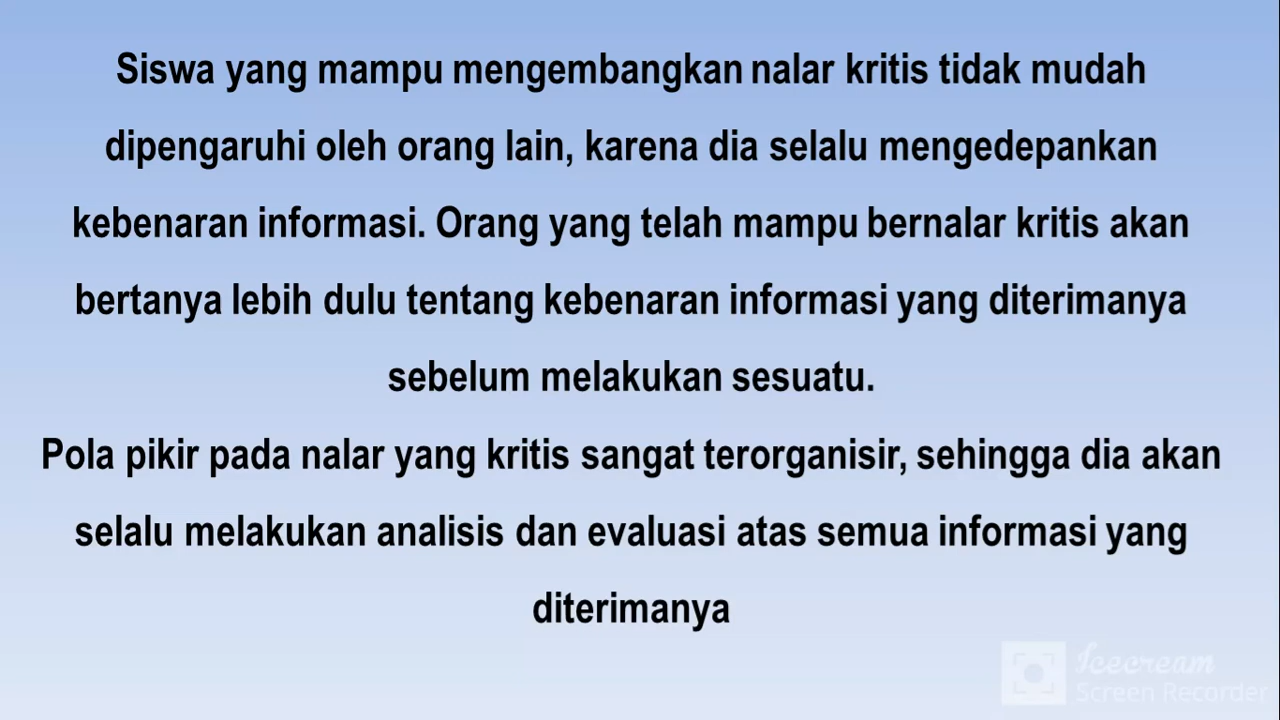 Siswa yang mampu mengembangkan nalar kritis tidak mudah
dipengaruhi oleh orang lain, karena dia selalu mengedepankan
kebenaran informasi. Orang yang telah mampu bernalar kritis akan
bertanya lebih dulu tentang kebenaran informasi yang diterimanya
sebelum melakukan sesuatu.
Pola pikir pada nalar yang kritis sangat terorganisir, sehingga dia akan
selalu melakukan analisis dan evaluasi atas semua informasi yang
diterimanya
Icecream
Screen Recorder